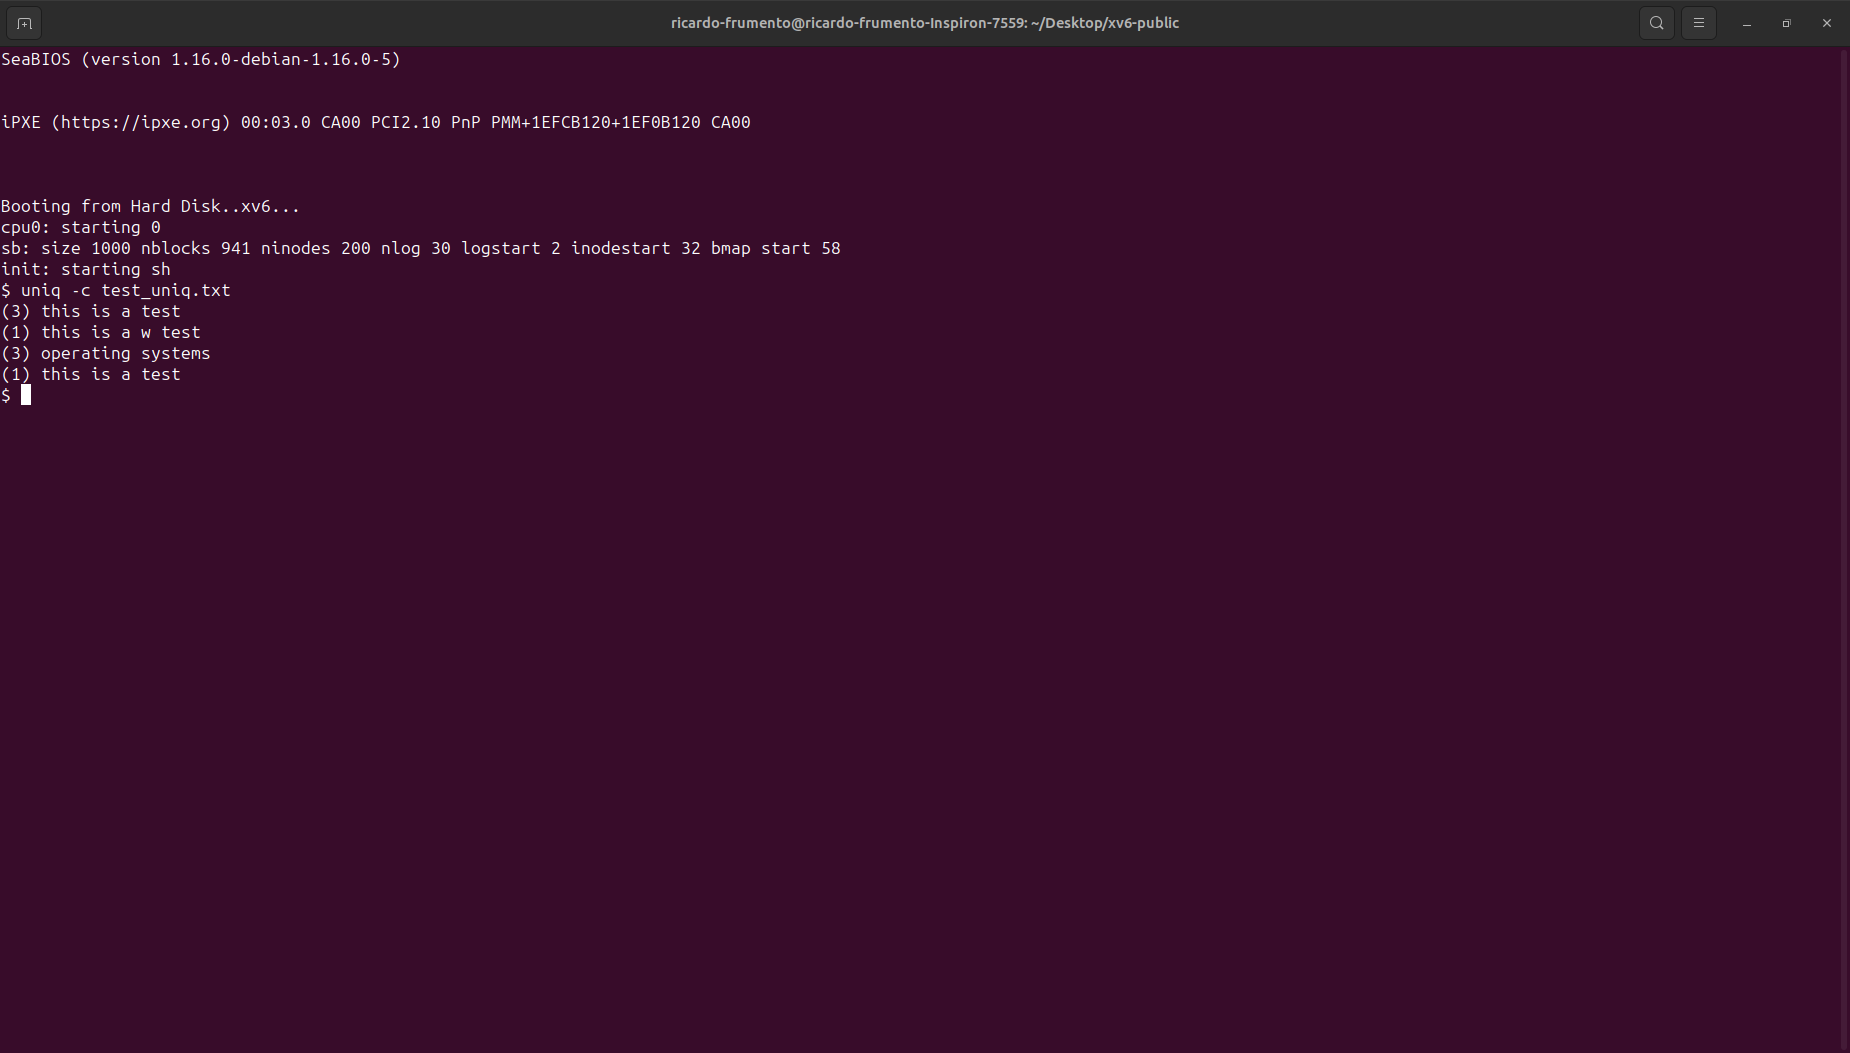 ricardo-frumento@ricardo-frumento-Inspiron-7559: ~/Desktop/xv6-public
SeaBIOS (version 1.16.0-debian-1.16.0-5)
iPXE (https://ipxe.org) 00:03.0 CA00 PCI2.10 PnP PMM+1EFCB120+1EF0B120 CA00
Booting from Hard Disk..xv6...
cpu0: starting 0
sb: size 1000 nblocks 941 ninodes 200 nlog 30 logstart 2 inodestart 32 bmap start 58
init: starting sh
$ uniq -c test_uniq.txt
(3) this is a test
(1) this is a w test
(3) operating systems
(1) this is a test
$